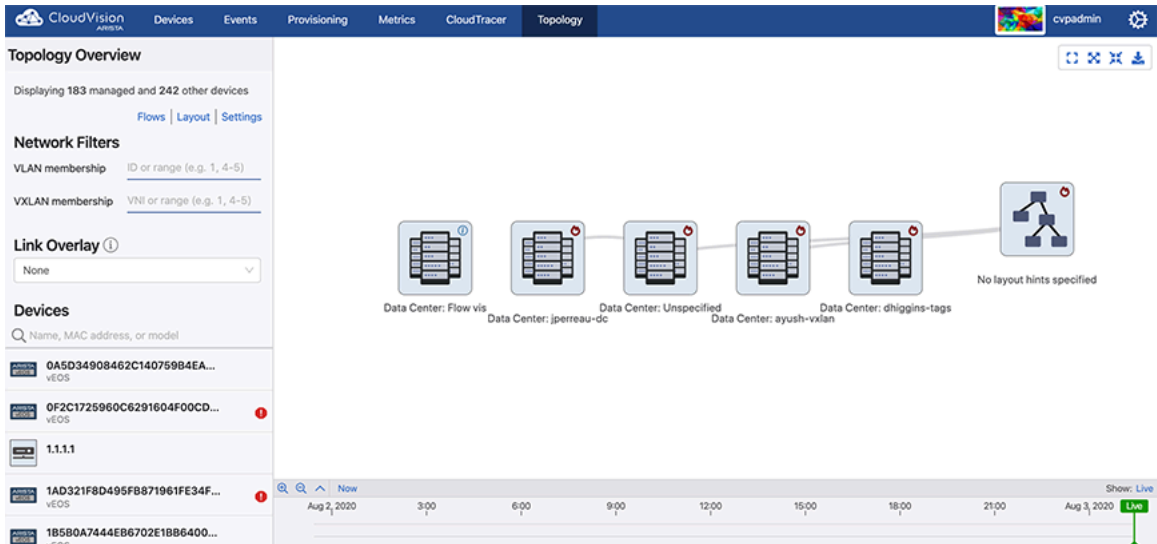 CloudVision
ARISTA
Devices
Events
Provisioning
Metrics
CloudTracer
Topology
cvpadmin
Topology Overview
Displaying 183 managed and 242 other devices
Flows | Layout | Settings
Network Filters
VLAN membership ID or range (e.g. 1, 4-5)
VXLAN membership VNI or range (e.g. 1, 4-5)
Link Overlay
None
Devices
Name, MAC address, or model
0A5D34908462C140759B4EA...
vEOS
0F2C1725960C6291604F00CD...
vEOS
1.1.1.1
1AD321F8D495FB871961FE34F...
vEOS
1B5B0A7444EB6702E1BB6400...
vEOS
Data Center: Flow vis
Data Center: jperreau-dc
Data Center: Unspecified
Data Center: ayush-vxlan
Data Center: dhiggins-tags
No layout hints specified
Now
Show: Live
Aug 2, 2020 3:00 6:00 9:00 12:00 15:00 18:00 21:00 Aug 3, 2020 Live